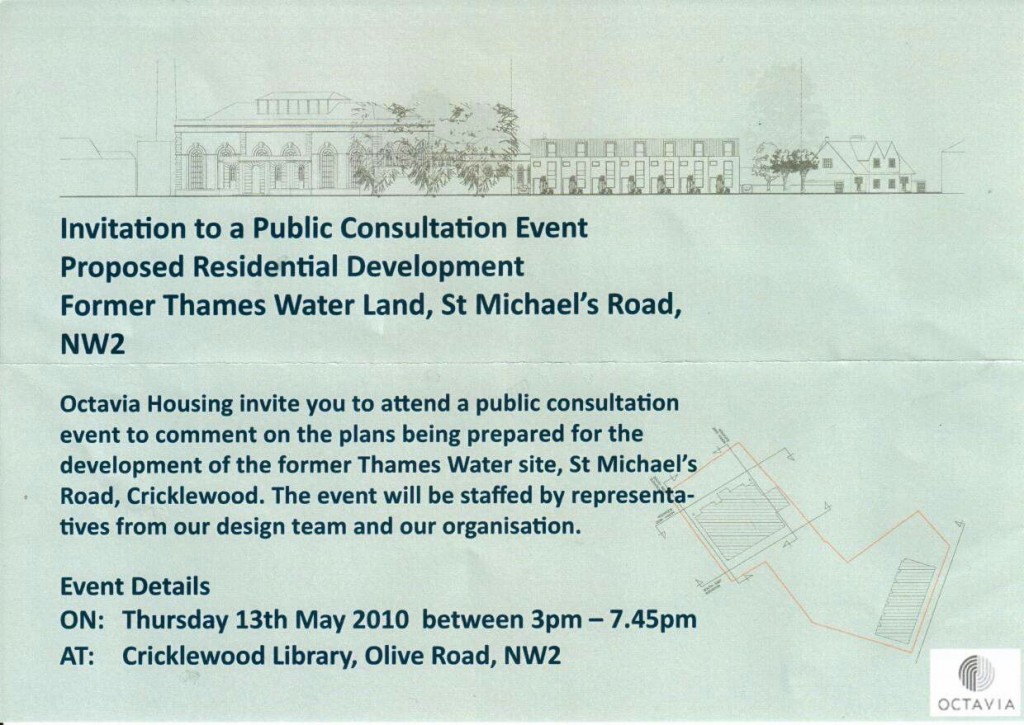 Invitation to a Public Consultation Event
Proposed Residential Development
Former Thames Water Land, St Michael's Road,
NW2
Octavia Housing invite you to attend a public consultation
event to comment on the plans being prepared for the
development of the former Thames Water site, St Michael's
Road, Cricklewood. The event will be staffed by representa-
tives from our design team and our organisation.
Event Details
ON: Thursday 13th May 2010 between 3pm – 7.45pm
AT: Cricklewood Library, Olive Road, NW2
OCTAVIA